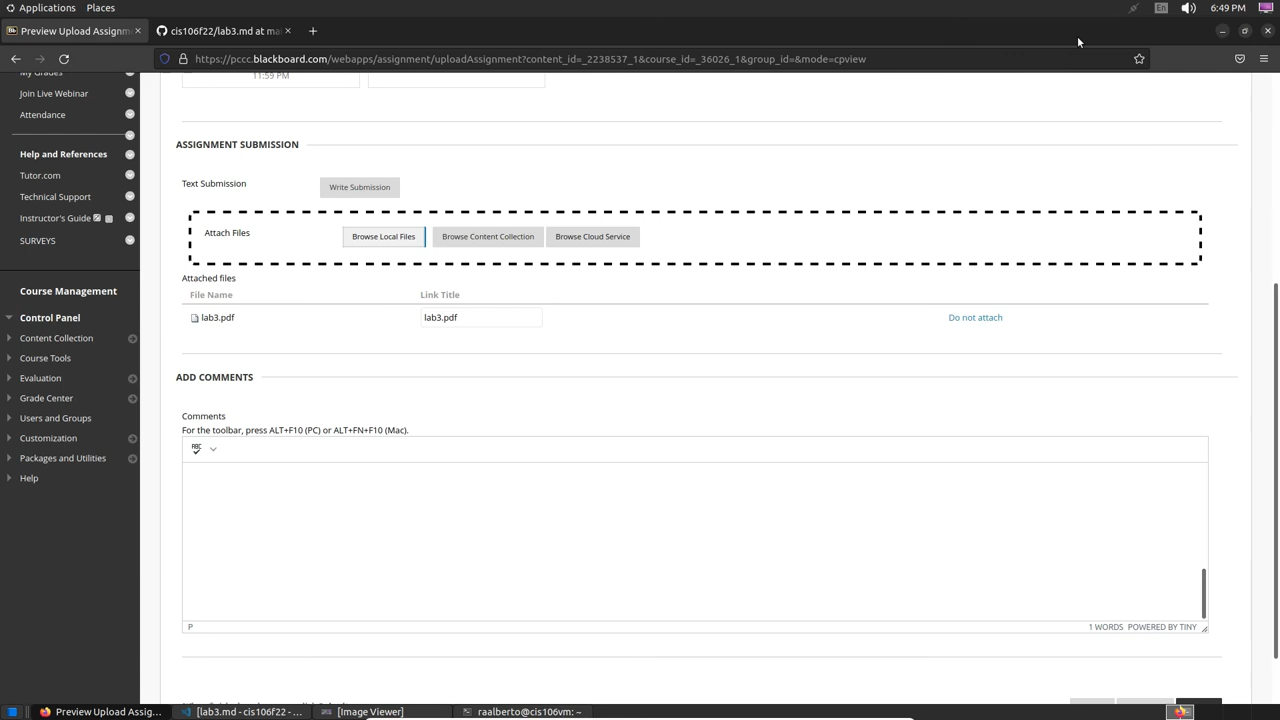 Applications Places En 6:49 PM
Preview Upload Assignm cis106f22/lab3.md at ma
https://pccc.blackboard.com/webapps/assignment/uploadAssignment?content_id=_2238537_1&course_id=_36026_1&group_id=&mode=cpview
My Grades
11:59 PM
Join Live Webinar
Attendance
ASSIGNMENT SUBMISSION
Help and References
Tutor.com
Text Submission Write Submission
Technical Support
Instructor's Guide
Attach Files Browse Local Files Browse Content Collection Browse Cloud Service
SURVEYS
Attached files
Course Management
File Name Link Title
Control Panel
lab3.pdf lab3.pdf Do not attach
Content Collection
Course Tools
Evaluation
ADD COMMENTS
Grade Center
Users and Groups
Comments
For the toolbar, press ALT+F10 (PC) or ALT+FN+F10 (Mac).
Customization
ABC
Packages and Utilities
Help
P 1 WORDS POWERED BY TINY
Preview Upload Assig... [lab3.md - cis106f22 - ... [Image Viewer] raalberto@cis106vm: ~